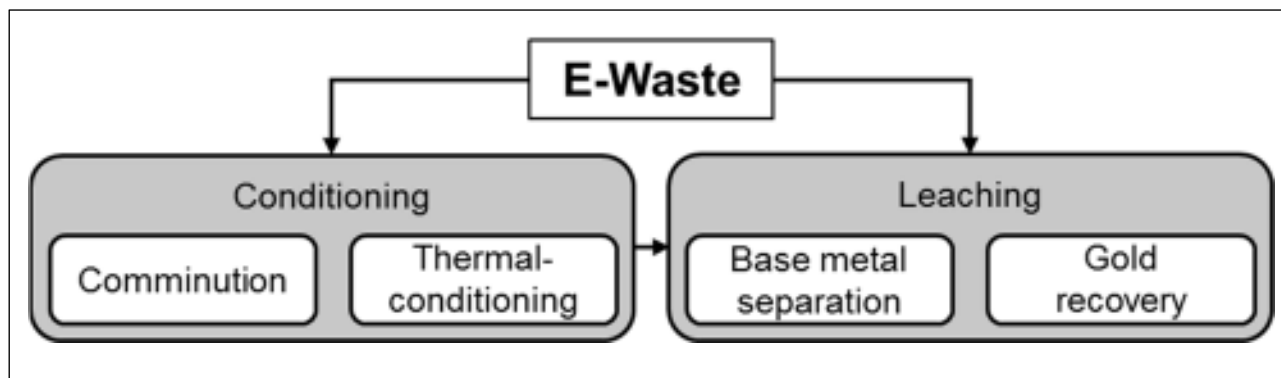 E-Waste
Conditioning
Comminution
Thermal-
conditioning
Leaching
Base metal
separation
Gold
recovery